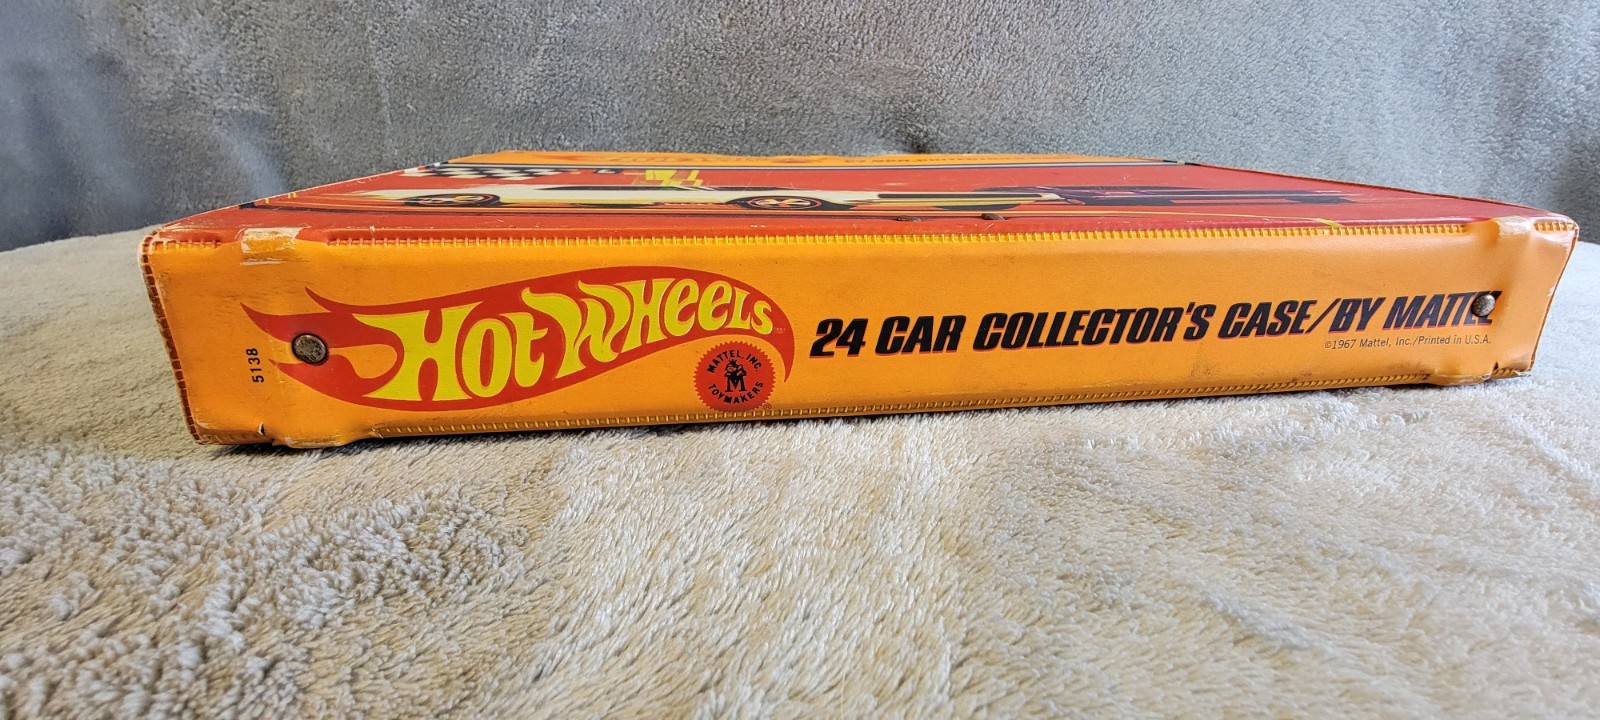 5138
HOT WHEELS
MATTEL, INC.
M
TOYMAKERS
24 CAR COLLECTOR'S CASE/BY MATTEL
©1967 Mattel, Inc./Printed in U.S.A.